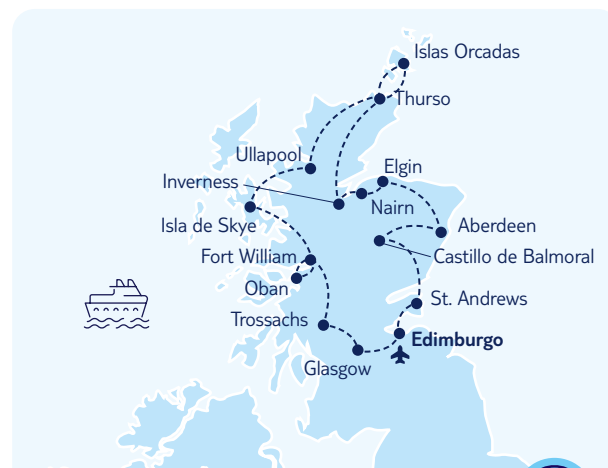 Islas Orcadas
Thurso
Ullapool
Elgin
Inverness
Nairn
Isla de Skye
Aberdeen
Fort William
Castillo de Balmoral
Oban
St. Andrews
Trossachs
Edimburgo
Glasgow